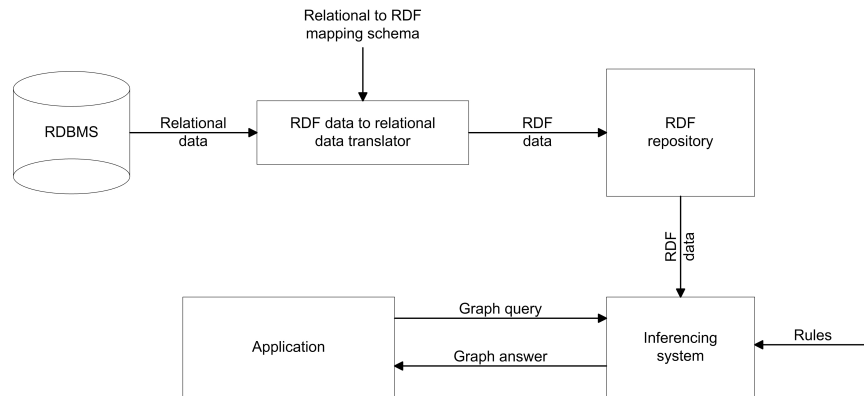 Relational to RDF
mapping schema
RDBMS
Relational
data
RDF data to relational
data translator
RDF
data
RDF
repository
RDF
data
Application
Graph query
Graph answer
Inferencing
system
Rules